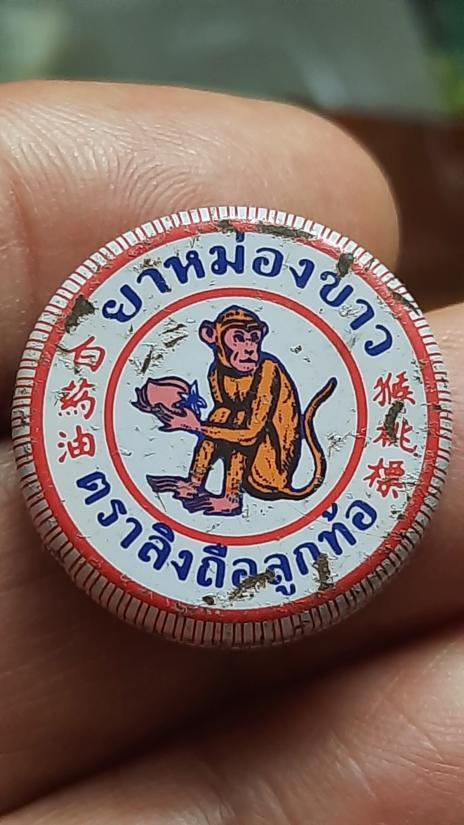 ยาหม่องขาว
白药油
猴桃標
ตราลิงถือลูกท้อ